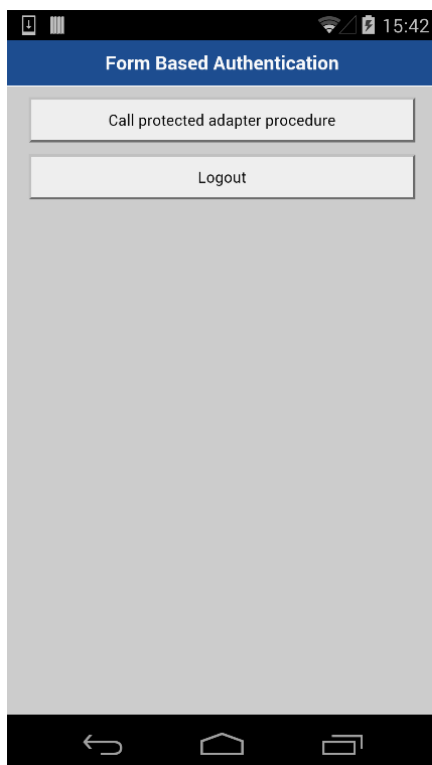 15:42
Form Based Authentication
Call protected adapter procedure
Logout